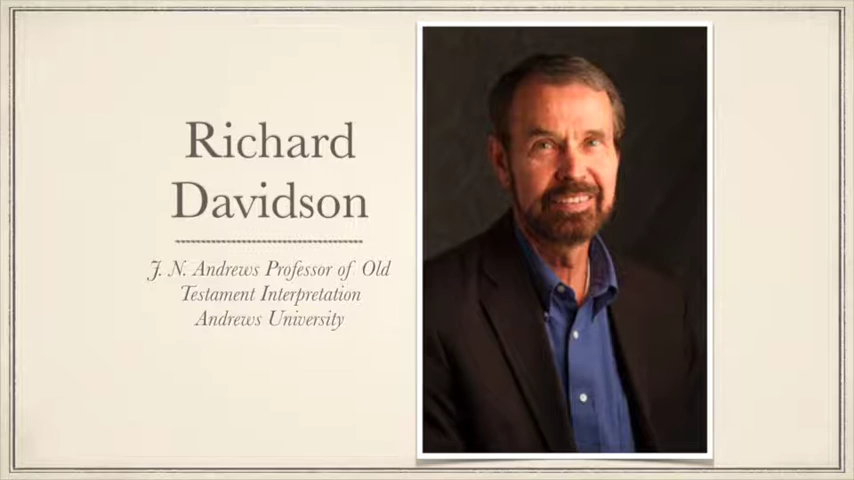 Richard
Davidson
J. N. Andrews Professor of Old
Testament Interpretation
Andrews University